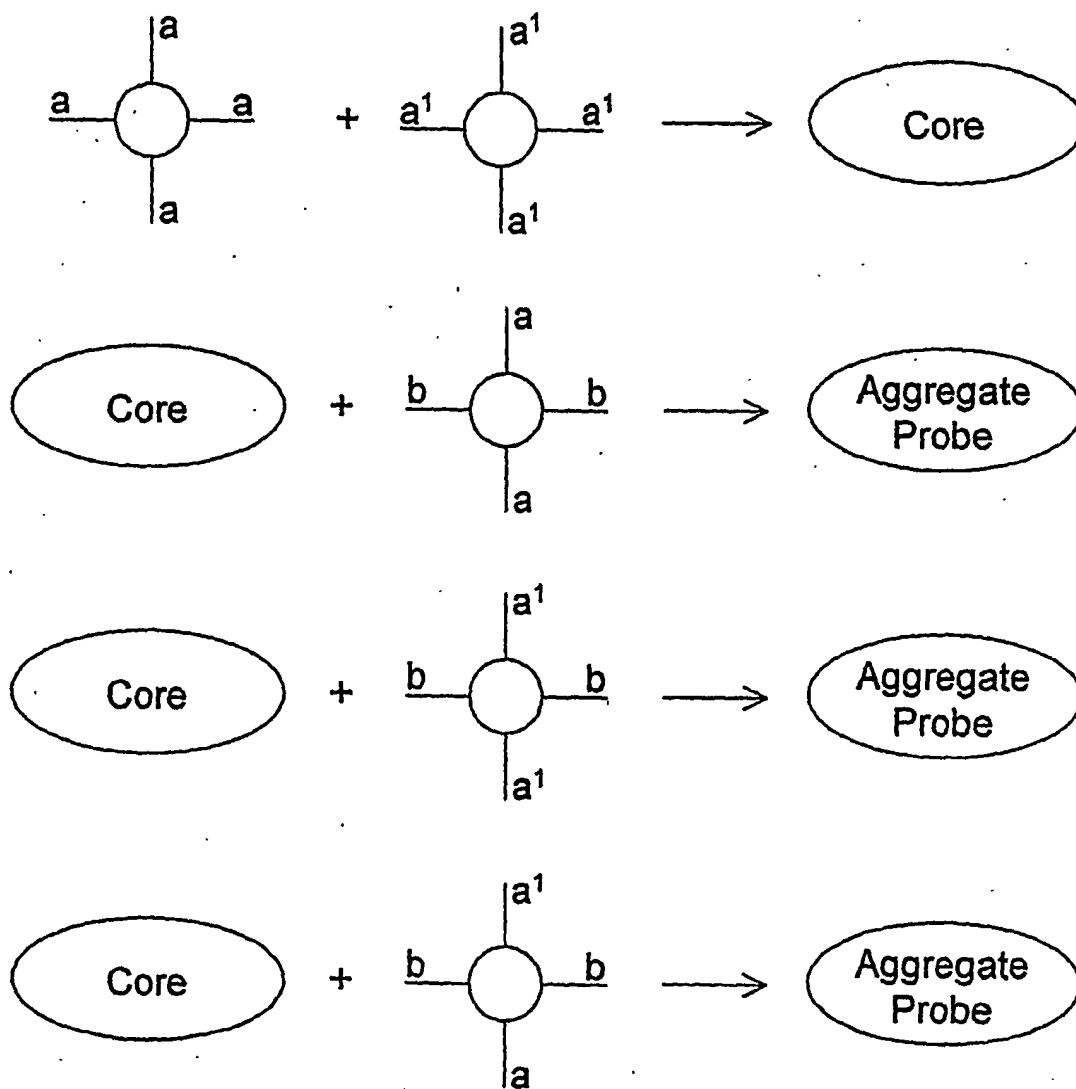 a a¹
a a + a¹ a¹ → Core
a a¹
a
Core + b b → Aggregate
Probe
a
a¹
Core + b b → Aggregate
Probe
a¹
a¹
Core + b b → Aggregate
Probe
a